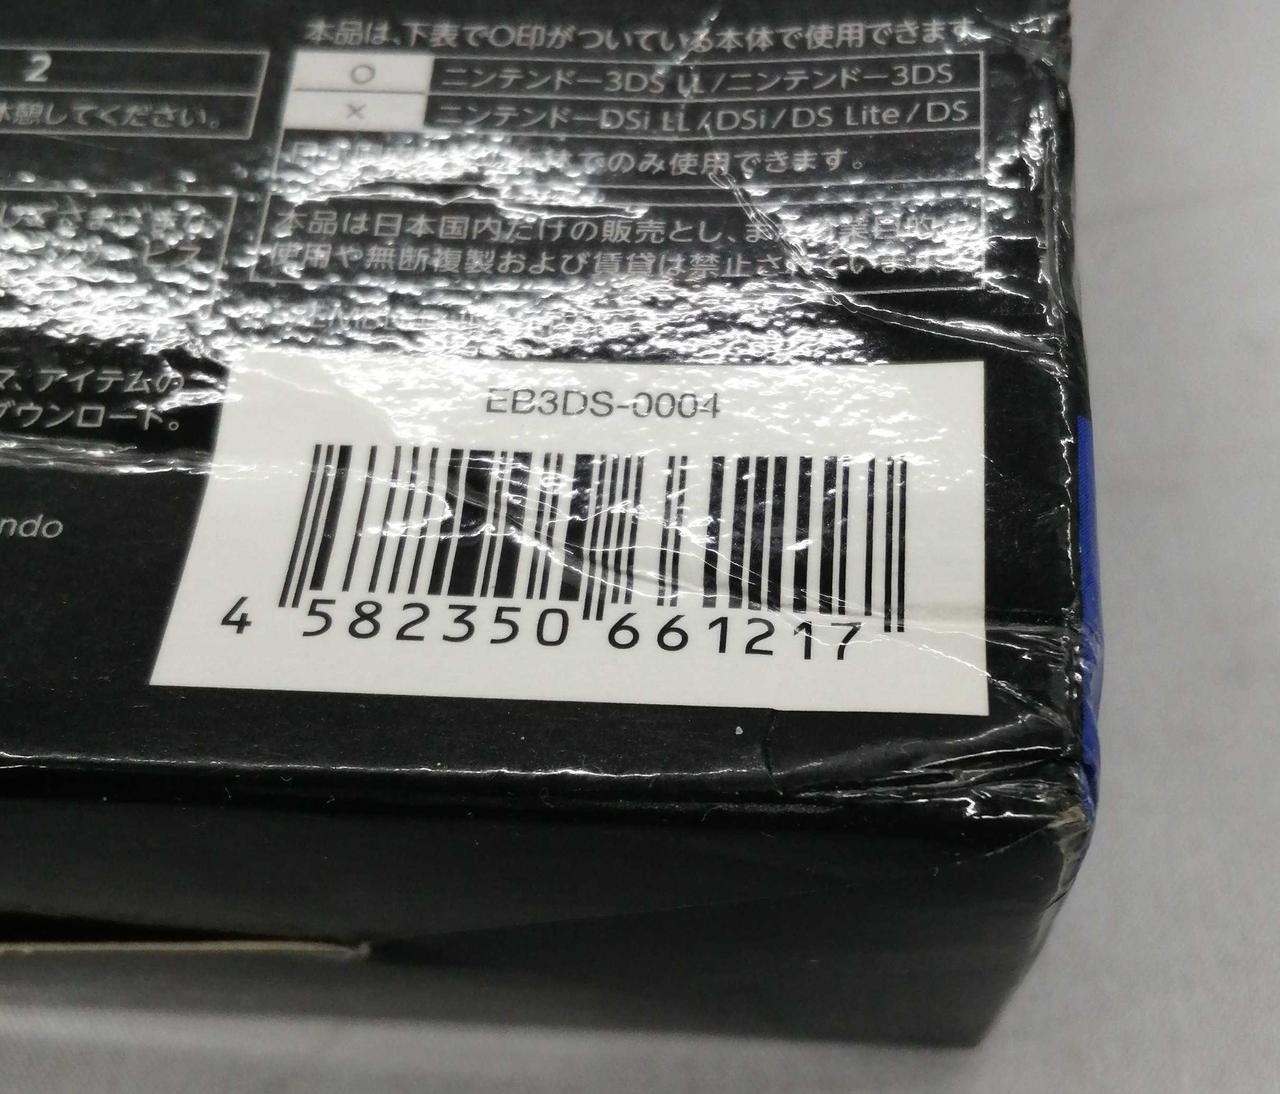 本品は、下表で○印がついている本体で使用できます
2
○ ニンテンドー3DS LL/ニンテンドー3DS
休憩してください。
× ニンテンドーDSi LL/DSi/DS Lite/DS
でのみ使用できます。
本品は日本国内だけの販売とし、また
使用や無断複製および賃貸は禁止されています
マ、アイテムの
ダウンロード。
ndo
EB3DS-0004
4 582350 661217